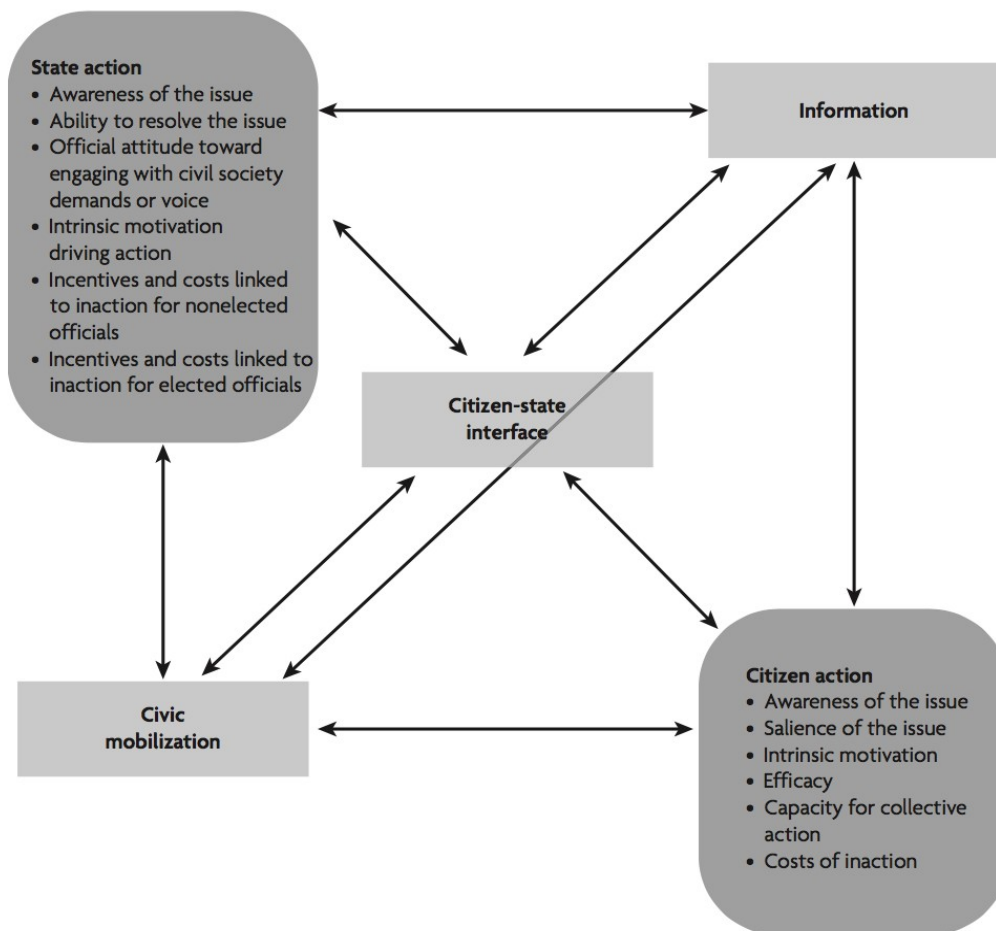 State action
• Awareness of the issue
• Ability to resolve the issue
• Official attitude toward
engaging with civil society
demands or voice
• Intrinsic motivation
driving action
• Incentives and costs linked
to inaction for nonelected
officials
• Incentives and costs linked to
inaction for elected officials
Information
Citizen-state
interface
Civic
mobilization
Citizen action
• Awareness of the issue
• Salience of the issue
• Intrinsic motivation
• Efficacy
• Capacity for collective
action
• Costs of inaction